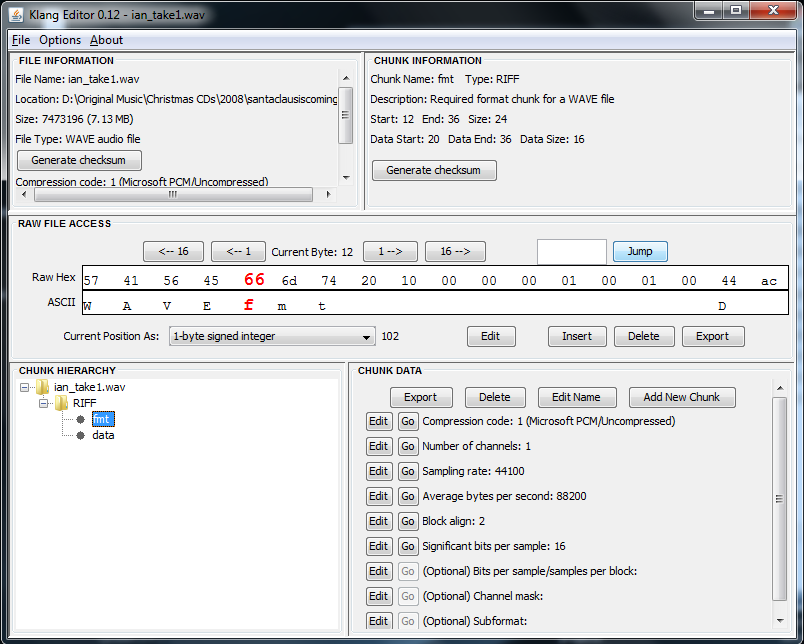 Klang Editor 0.12 - ian_take1.wav
File Options About
FILE INFORMATION
File Name: ian_take1.wav
Location: D:\Original Music\Christmas CDs\2008\santaclausiscoming
Size: 7473196 (7.13 MB)
File Type: WAVE audio file
Generate checksum
Compression code: 1 (Microsoft PCM/Uncompressed)
CHUNK INFORMATION
Chunk Name: fmt Type: RIFF
Description: Required format chunk for a WAVE file
Start: 12 End: 36 Size: 24
Data Start: 20 Data End: 36 Data Size: 16
Generate checksum
RAW FILE ACCESS
<-- 16 <-- 1 Current Byte: 12 1 --> 16 --> Jump
Raw Hex 57 41 56 45 66 6d 74 20 10 00 00 00 01 00 01 00 44 ac
ASCII W A V E f m t D
Current Position As: 1-byte signed integer 102 Edit Insert Delete Export
CHUNK HIERARCHY
ian_take1.wav
RIFF
fmt
data
CHUNK DATA
Export Delete Edit Name Add New Chunk
Edit Go Compression code: 1 (Microsoft PCM/Uncompressed)
Edit Go Number of channels: 1
Edit Go Sampling rate: 44100
Edit Go Average bytes per second: 88200
Edit Go Block align: 2
Edit Go Significant bits per sample: 16
Edit Go (Optional) Bits per sample/samples per block:
Edit Go (Optional) Channel mask:
Edit Go (Optional) Subformat: